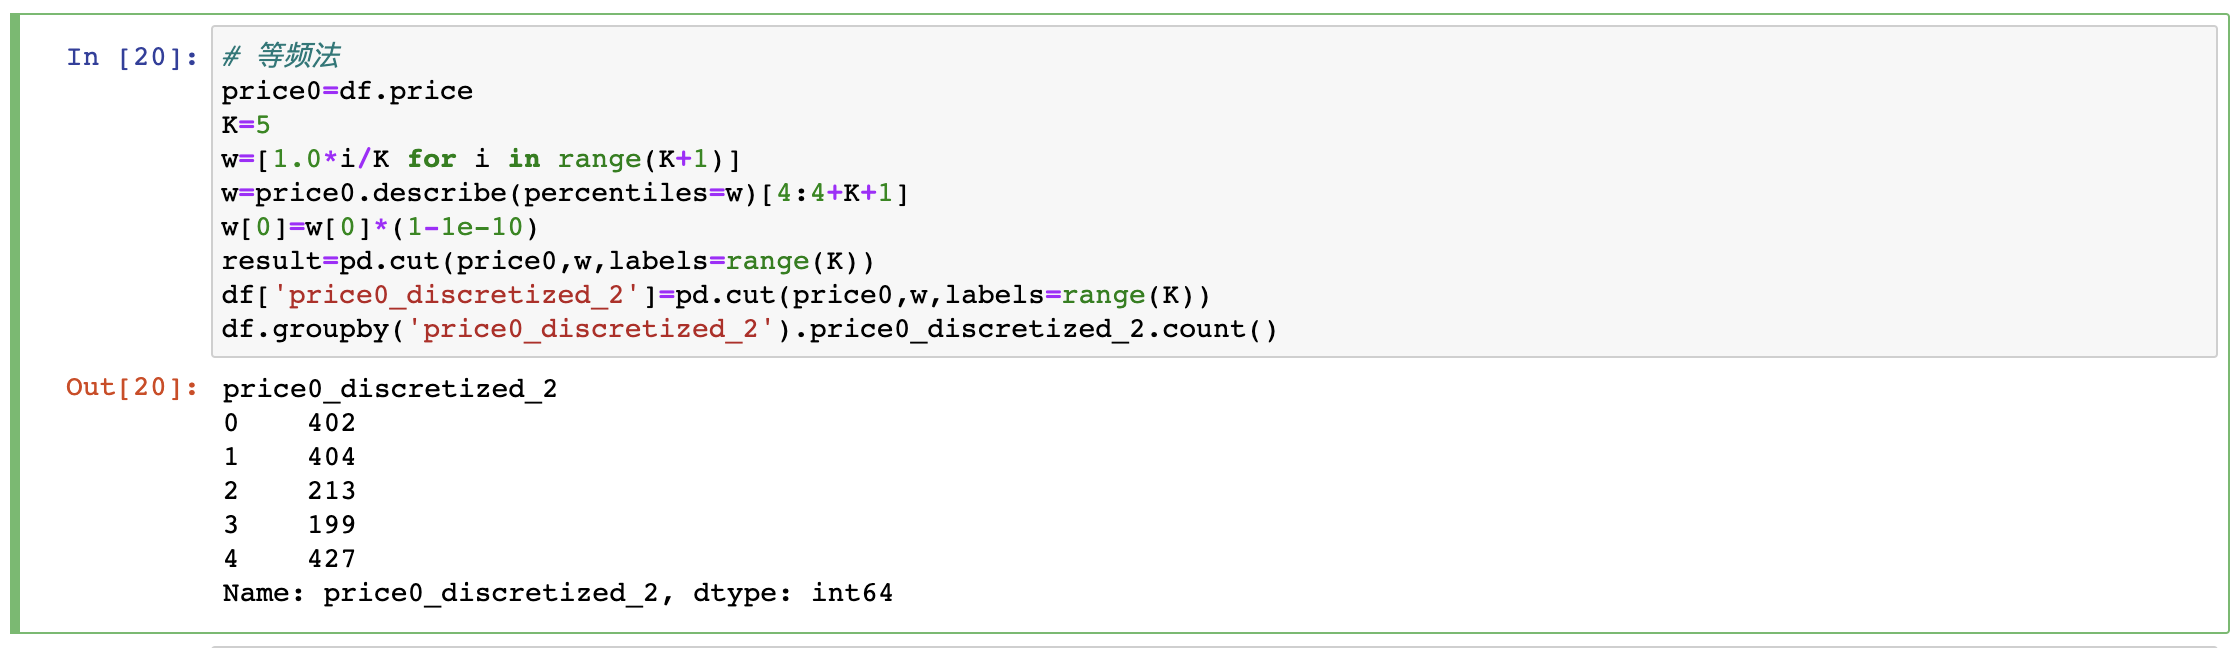 In [20]: # 等频法
price0=df.price
K=5
w=[1.0*i/K for i in range(K+1)]
w=price0.describe(percentiles=w)[4:4+K+1]
w[0]=w[0]*(1-1e-10)
result=pd.cut(price0,w,labels=range(K))
df['price0_discretized_2']=pd.cut(price0,w,labels=range(K))
df.groupby('price0_discretized_2').price0_discretized_2.count()
Out[20]: price0_discretized_2
0 402
1 404
2 213
3 199
4 427
Name: price0_discretized_2, dtype: int64